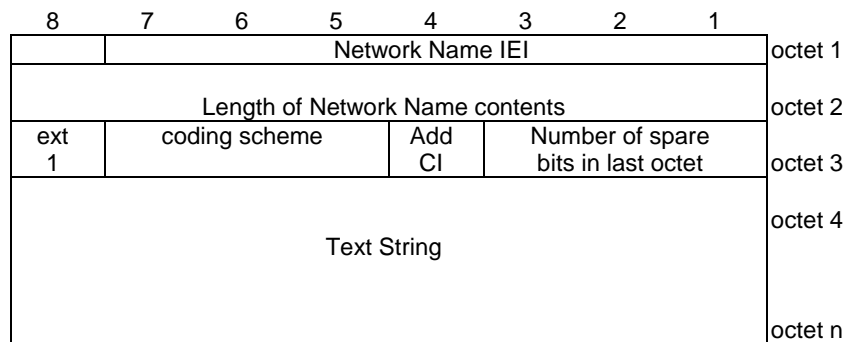 8 7 6 5 4 3 2 1
Network Name IEI octet 1
Length of Network Name contents octet 2
ext coding scheme Add Number of spare
1 CI bits in last octet octet 3
octet 4
Text String
octet n